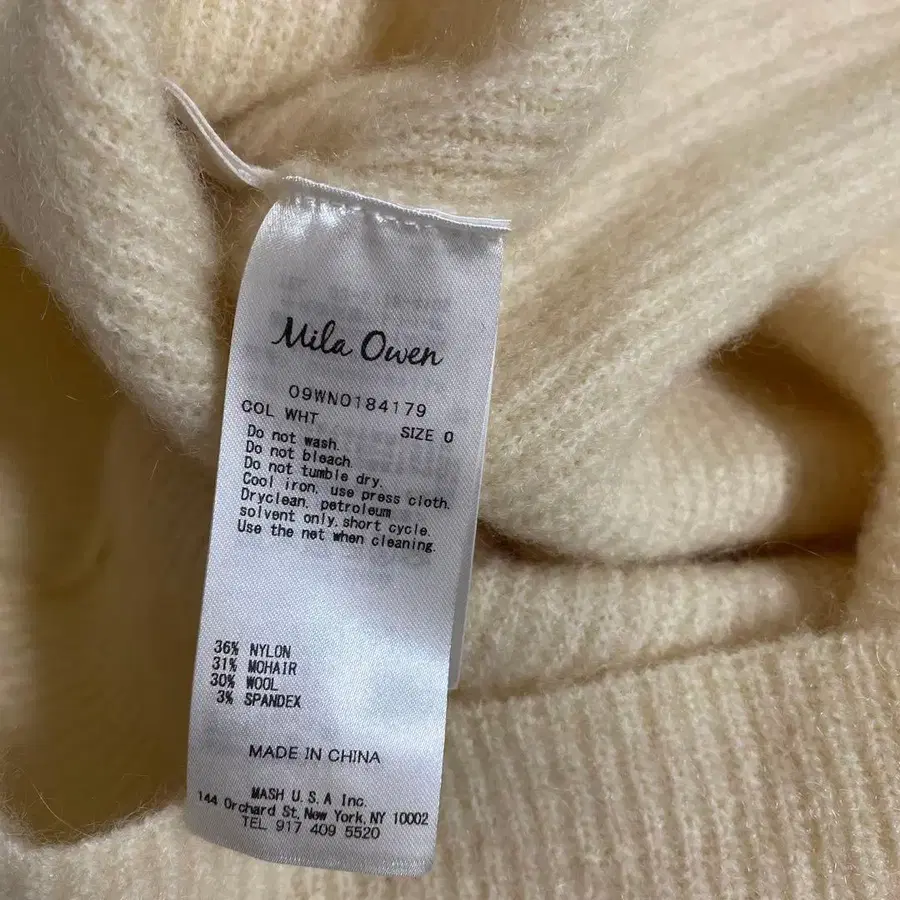 Mila Owen
09WN0184179
COL WHT SIZE 0
Do not wash
Do not bleach
Do not tumble dry.
Cool iron, use press cloth.
Dryclean, petroleum
solvent only, short cycle.
Use the net when cleaning.
36% NYLON
31% MOHAIR
30% WOOL
3% SPANDEX
MADE IN CHINA
MASH U.S.A Inc.
144 Orchard St, New York, NY 10002
TEL 917 409 5520